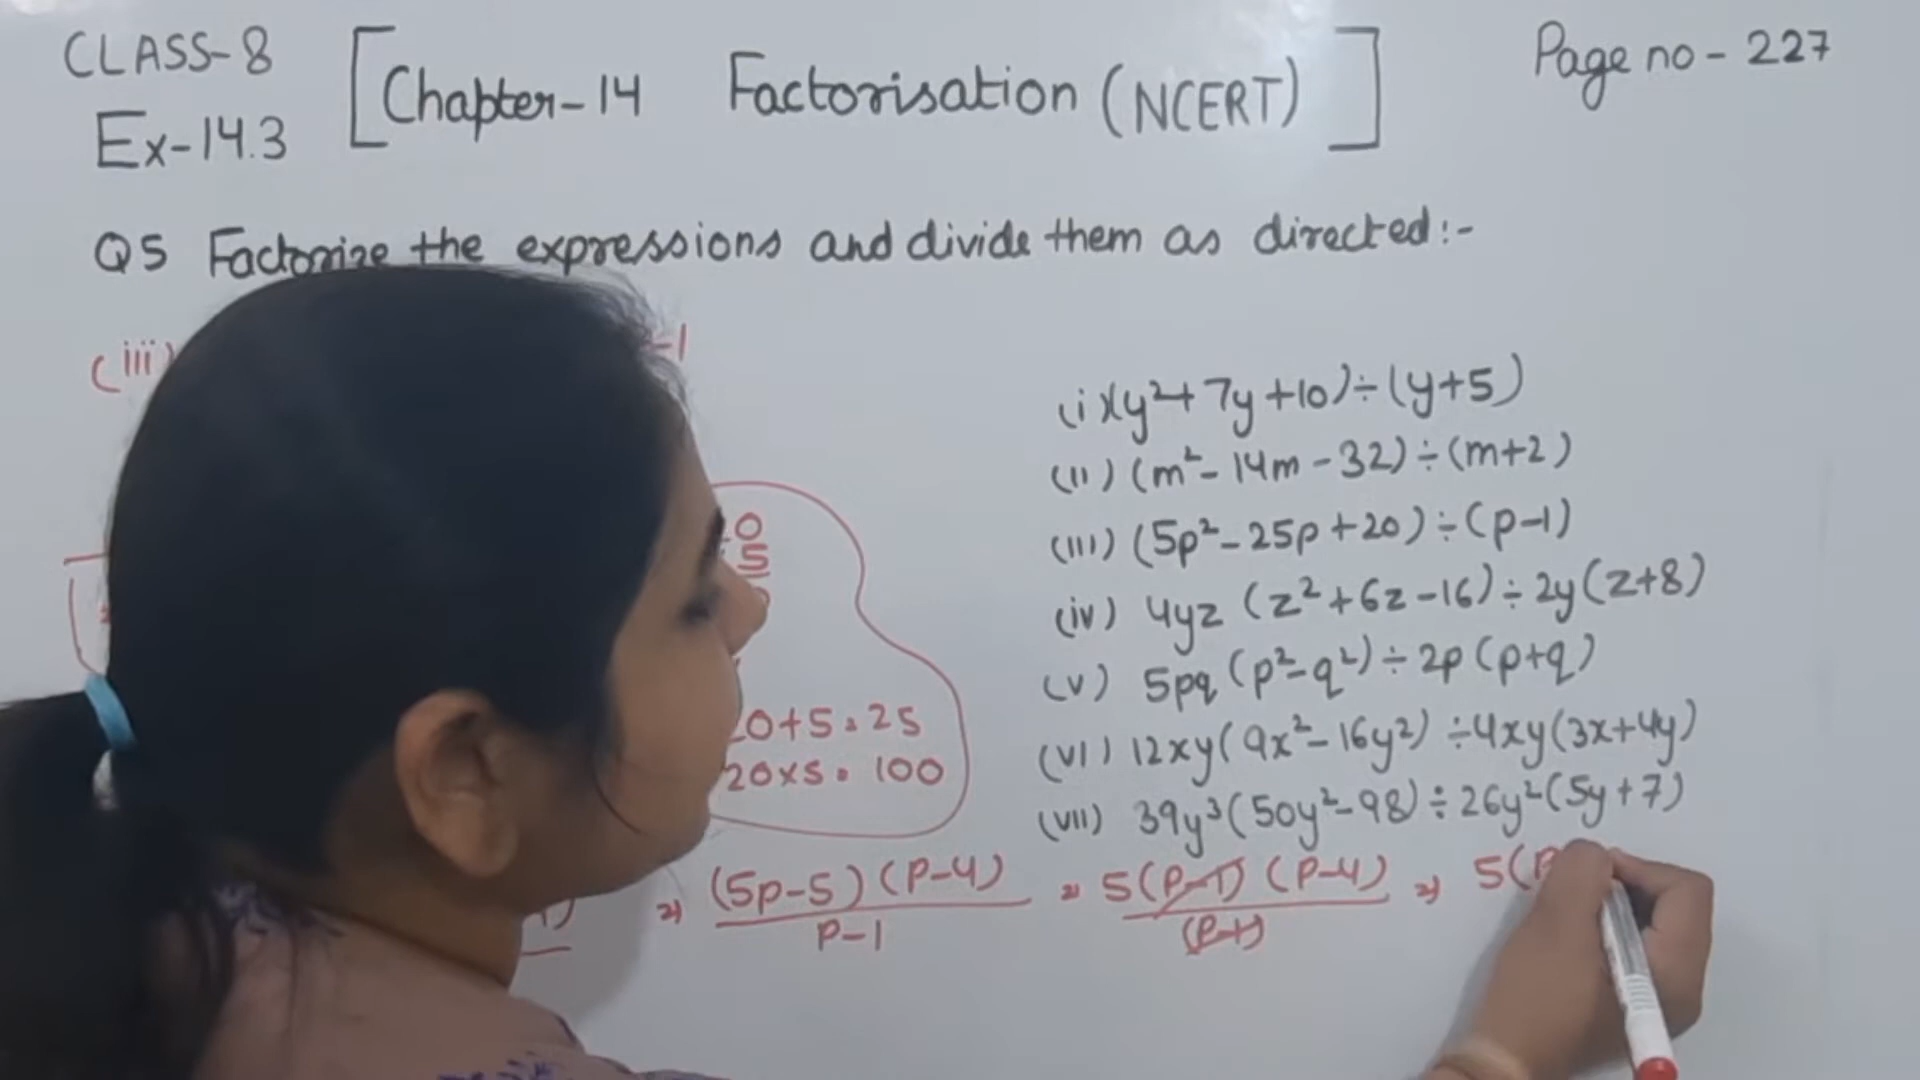 CLASS-8
Ex-14.3
[Chapter-14 Factorisation (NCERT)]
Page no - 227
Q5 Factorize the expressions and divide them as directed:-
(iii) -1
(i) (y²+7y+10)÷(y+5)
(ii) (m²-14m-32)÷(m+2)
(iii) (5p²-25p+20)÷(p-1)
(iv) 4yz (z²+6z-16)÷2y(z+8)
(v) 5pq (p²-q²)÷2p(p+q)
(vi) 12xy(9x²-16y²)÷4xy(3x+4y)
(vii) 39y³(50y²-98)÷26y²(5y+7)
0
5
20+5=25
20×5=100
⇒ (5p-5)(p-4) = 5(p-1)(p-4) ⇒ 5(p
p-1 (p-1)